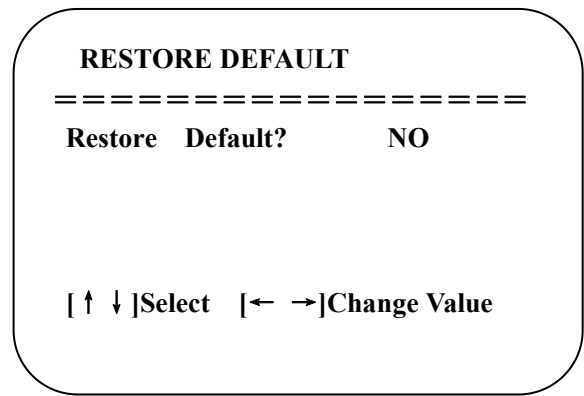 RESTORE DEFAULT
=================
Restore Default? NO
[↑ ↓]Select [← →]Change Value